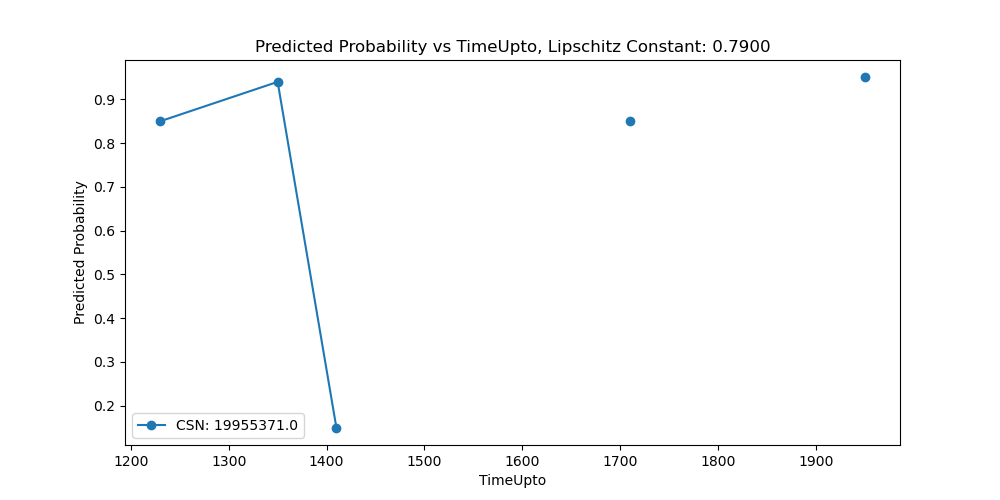 Predicted Probability vs TimeUpto, Lipschitz Constant: 0.7900
Predicted Probability
0.9
0.8
0.7
0.6
0.5
0.4
0.3
0.2
CSN: 19955371.0
1200 1300 1400 1500 1600 1700 1800 1900
TimeUpto